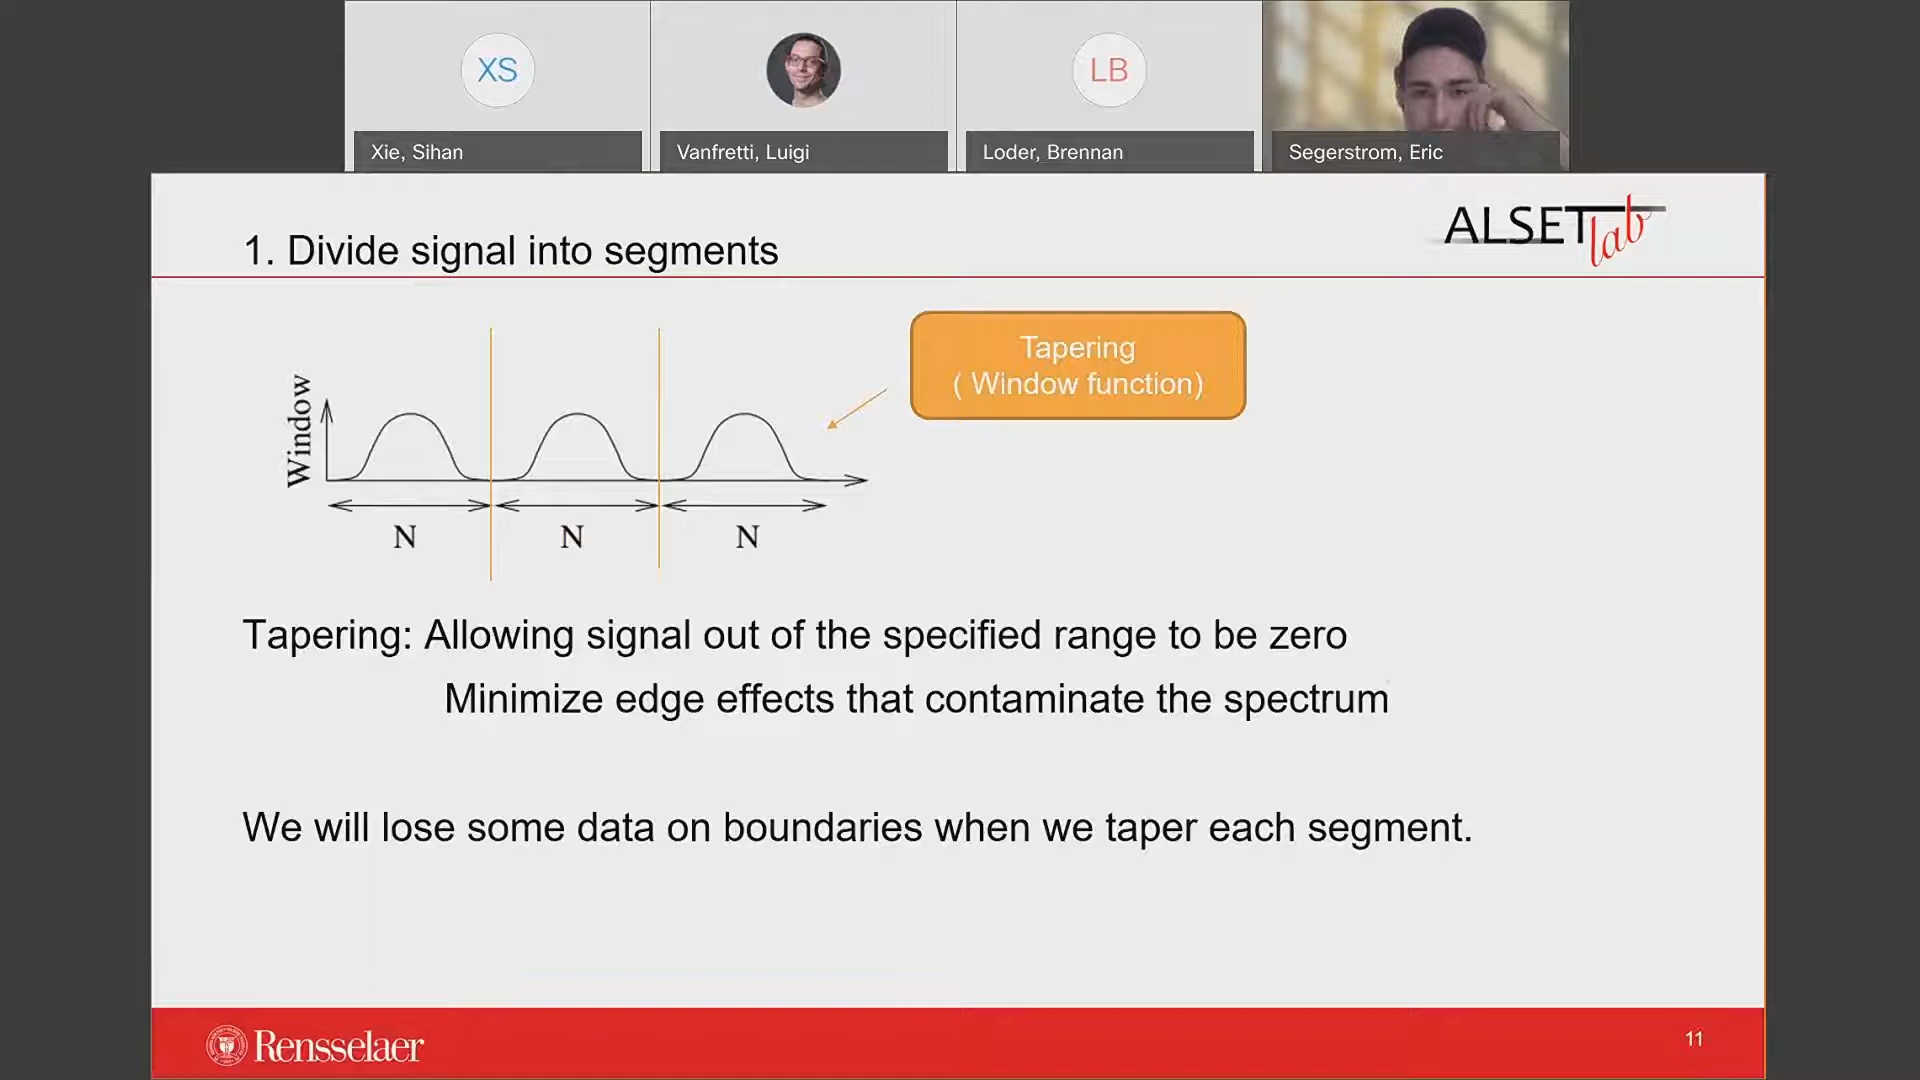 XS
LB
Xie, Sihan
Vanfretti, Luigi
Loder, Brennan
Segerstrom, Eric
1. Divide signal into segments
ALSETlab
Tapering
( Window function)
Window
N
N
N
Tapering: Allowing signal out of the specified range to be zero
Minimize edge effects that contaminate the spectrum
We will lose some data on boundaries when we taper each segment.
Rensselaer
11